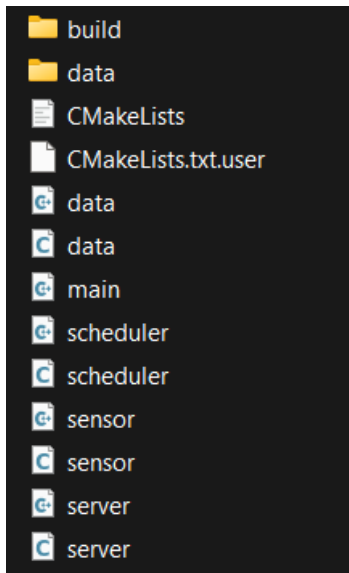 build
data
CMakeLists
CMakeLists.txt.user
data
data
main
scheduler
scheduler
sensor
sensor
server
server